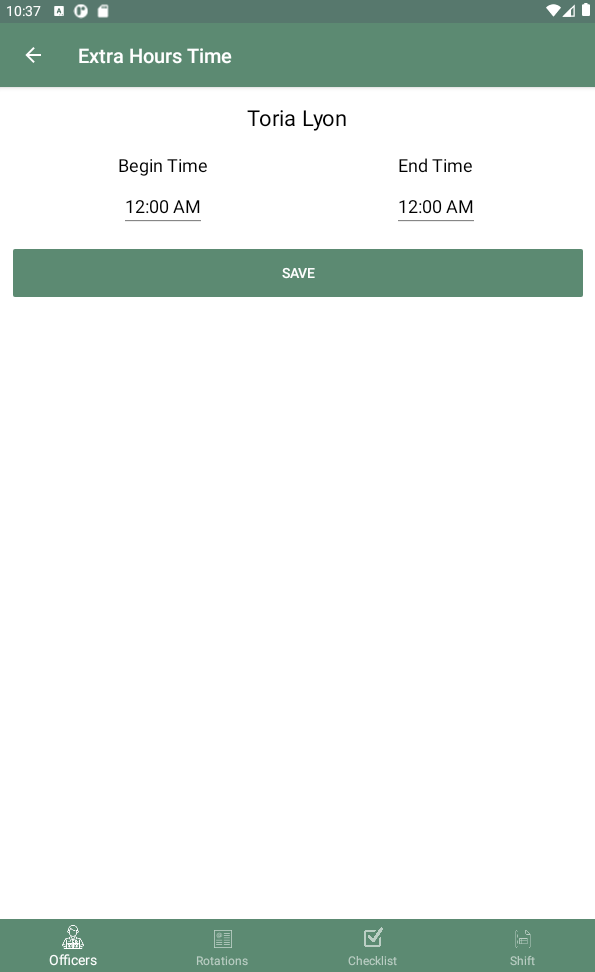 10:37
Extra Hours Time
Toria Lyon
Begin Time
End Time
12:00 AM
12:00 AM
SAVE
Officers
Rotations
Checklist
Shift